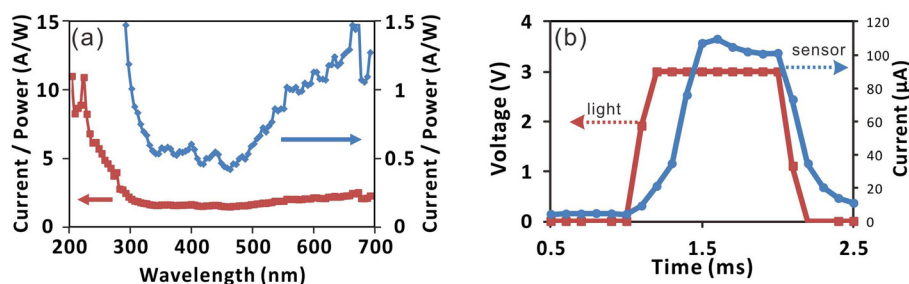 (a)
Current / Power (A/W)
15
10
5
0
1.5
1
0.5
0
Current / Power (A/W)
200 300 400 500 600 700
Wavelength (nm)
(b)
Voltage (V)
4
3
2
1
0
light
sensor
120
100
80
60
40
20
0
Current (μA)
0.5 1.5 2.5
Time (ms)